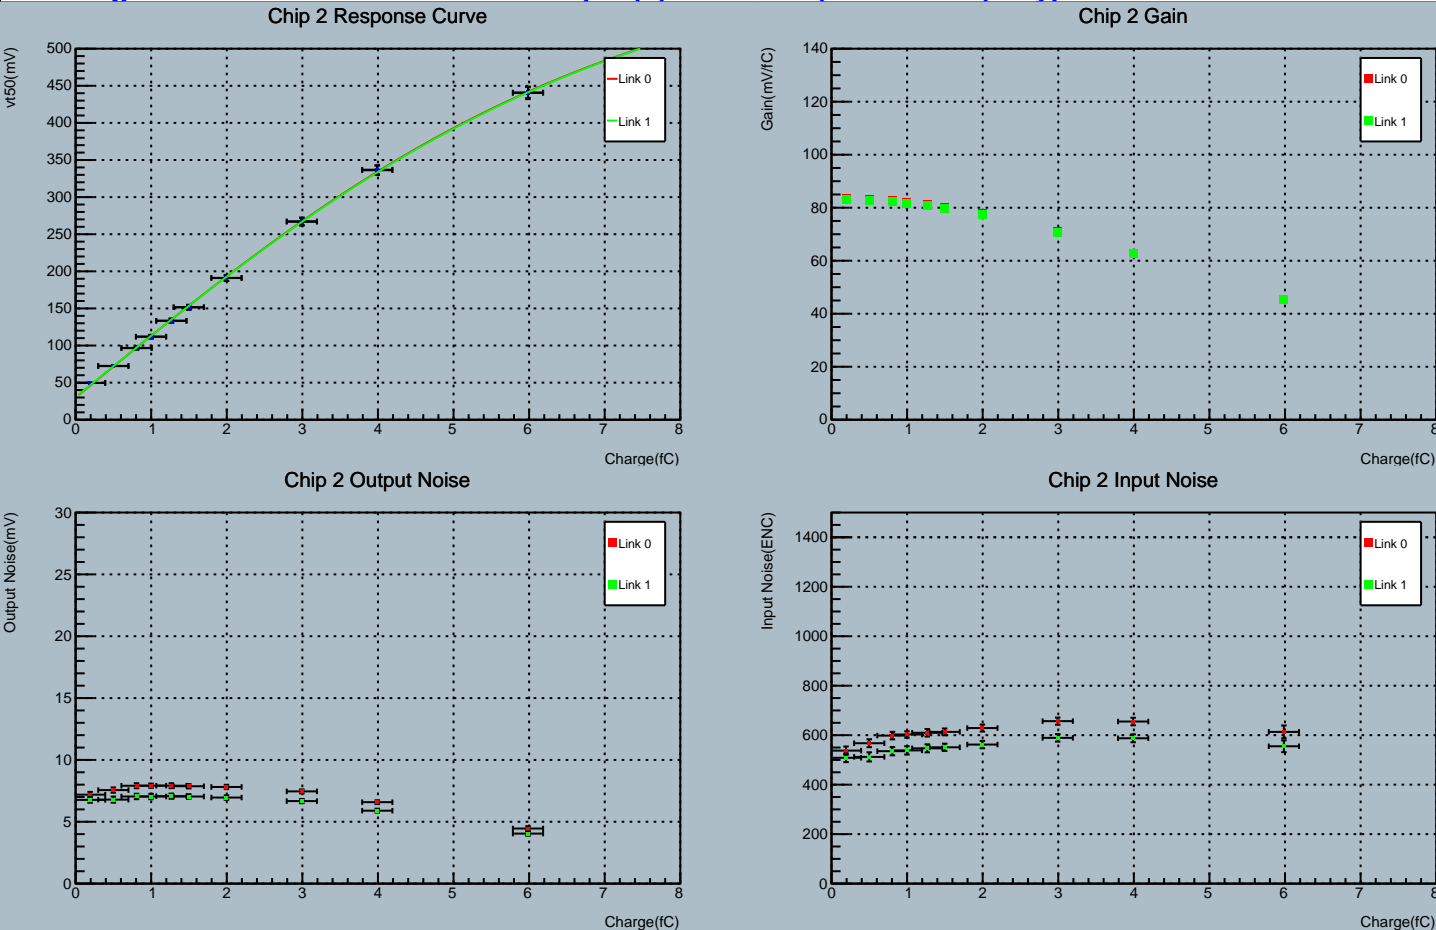 Chip 2 Response Curve
vt50(mV)
500
450
400
350
300
250
200
150
100
50
0
0 1 2 3 4 5 6 7 8
Charge(fC)
Link 0
Link 1
Chip 2 Gain
Gain(mV/fC)
140
120
100
80
60
40
20
0
0 1 2 3 4 5 6 7 8
Charge(fC)
Link 0
Link 1
Chip 2 Output Noise
Output Noise(mV)
30
25
20
15
10
5
0
0 1 2 3 4 5 6 7 8
Charge(fC)
Link 0
Link 1
Chip 2 Input Noise
Input Noise(ENC)
1400
1200
1000
800
600
400
200
0
0 1 2 3 4 5 6 7 8
Charge(fC)
Link 0
Link 1